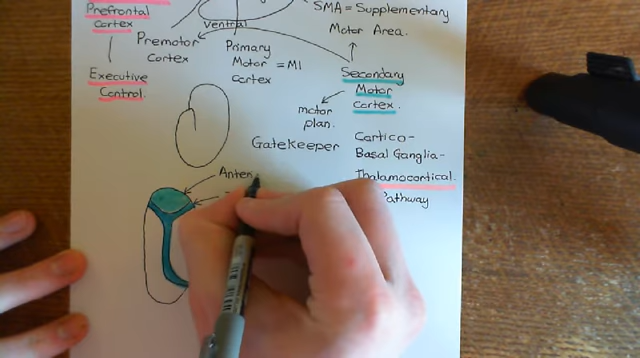 Prefrontal
Cortex
Executive
Control.
Ventral
Premotor
Cortex
Primary
Motor = M1
Cortex
SMA = Supplementary
Motor Area.
Secondary
Motor
Cortex.
motor
plan.
Gatekeeper
Cortico-
Basal Ganglia-
Thalamocortical
Pathway
Anter